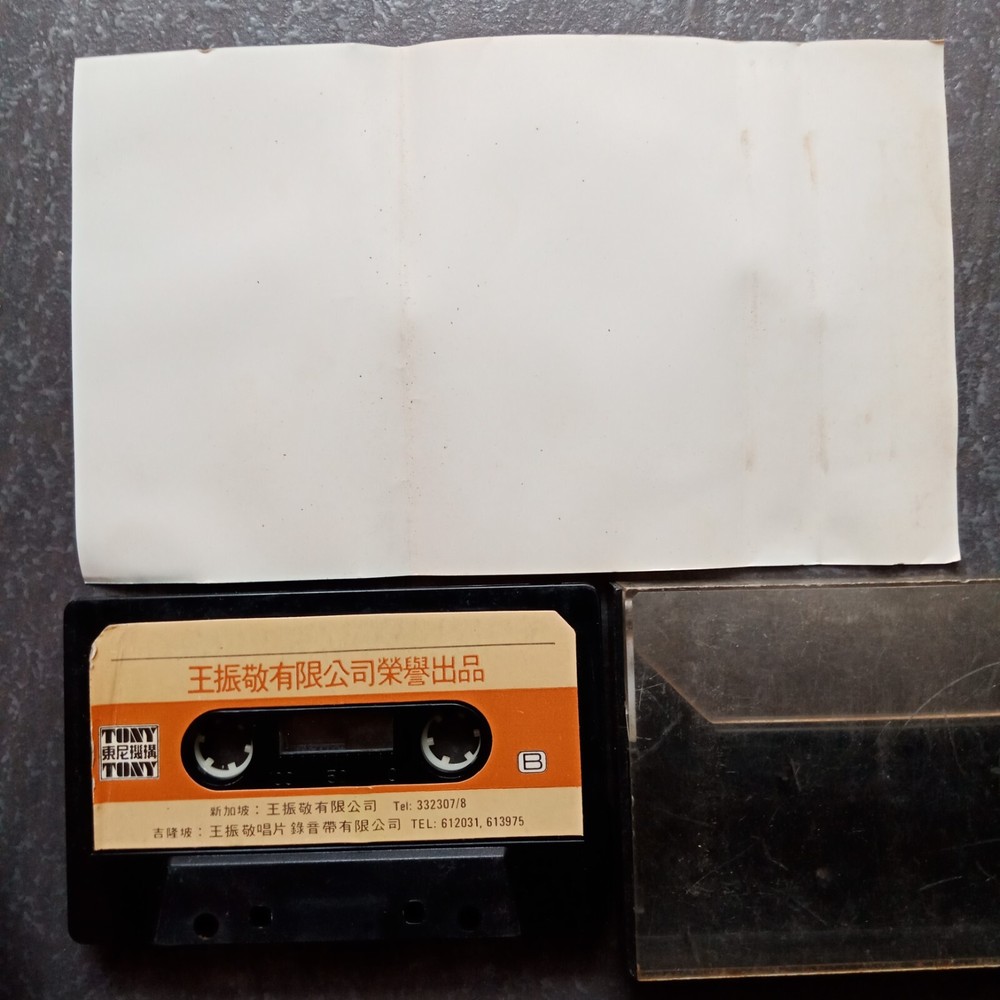 王振敬有限公司榮譽出品
TONY
東尼機構
TONY
B
新加坡：王振敬有限公司 Tel: 332307/8
吉隆坡：王振敬唱片錄音帶有限公司 TEL: 612031, 613975